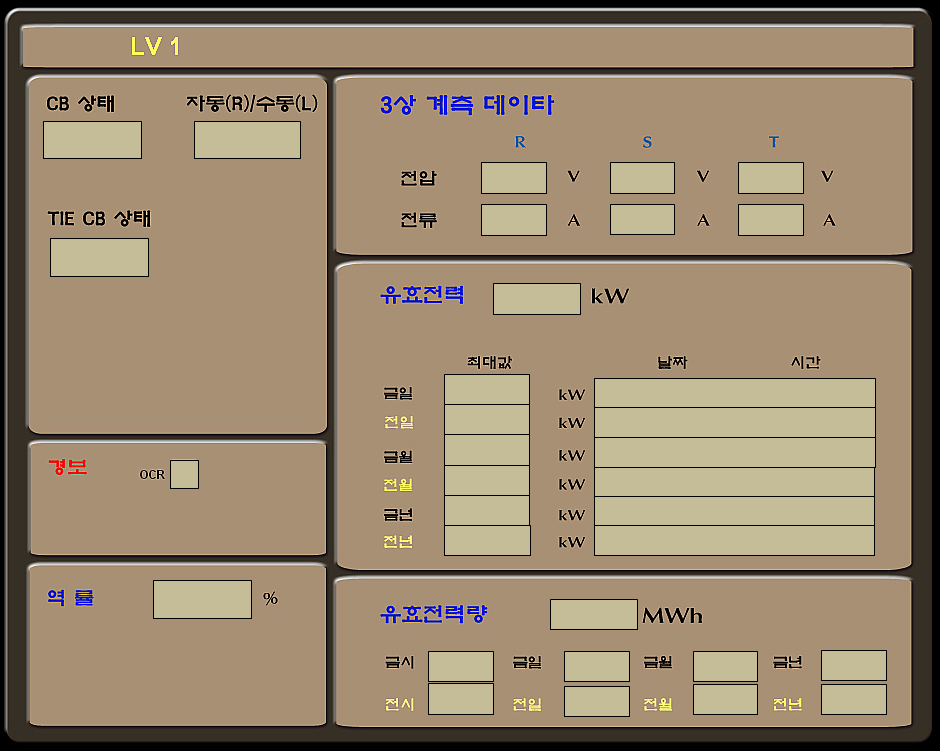 LV 1
CB 상태 자동(R)/수동(L)
TIE CB 상태
경보 OCR
역 률 %
3상 계측 데이타
R S T
전압 V V V
전류 A A A
유효전력 kW
최대값 날짜 시간
금일 kW
전일 kW
금월 kW
전월 kW
금년 kW
전년 kW
유효전력량 MWh
금시 금일 금월 금년
전시 전일 전월 전년